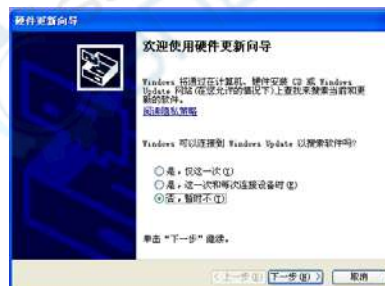 硬件更新向导
欢迎使用硬件更新向导
Windows 将通过在计算机、硬件安装 CD 或 Windows
Update 网站(在您允许的情况下)上查找来搜索当前和更
新的软件。
阅读隐私策略
Windows 可以连接到 Windows Update 以搜索软件吗?
是，仅这一次(Y)
是，这一次和每次连接设备时(E)
否，暂时不(T)
单击“下一步”继续。
<上一步(B) 下一步(N) > 取消